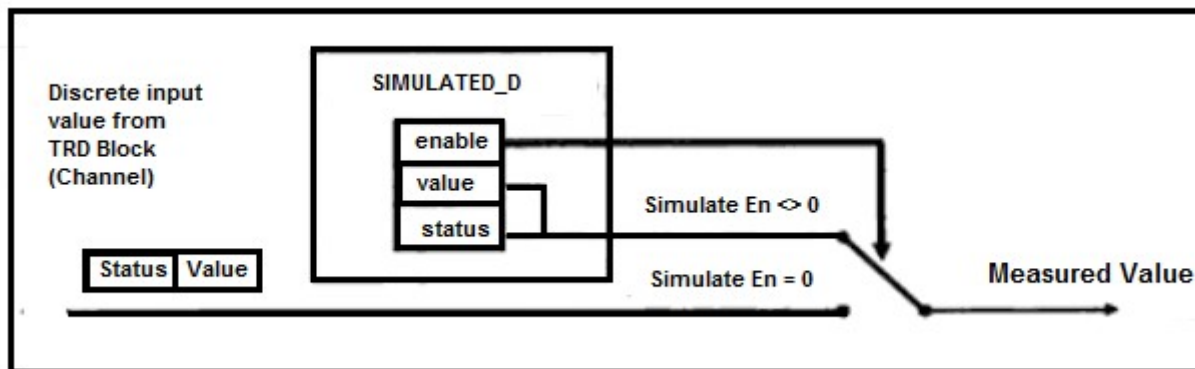 Discrete input
value from
TRD Block
(Channel)
SIMULATED_D
enable
value
status
Simulate En <> 0
Status Value
Simulate En = 0
Measured Value